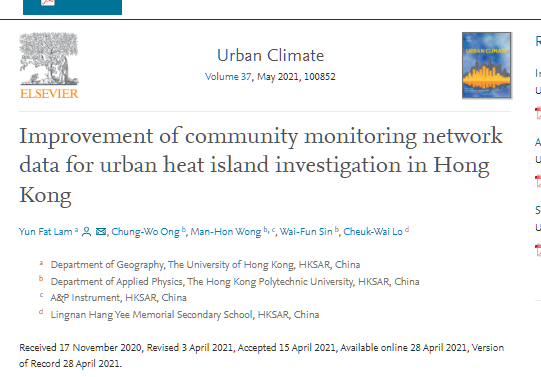 ELSEVIER
Urban Climate
Volume 37, May 2021, 100852
URBAN CLIMATE
Improvement of community monitoring network
data for urban heat island investigation in Hong
Kong
Yun Fat Lam a, Chung-Wo Ong b, Man-Hon Wong b, c, Wai-Fun Sin b, Cheuk-Wai Lo d
a Department of Geography, The University of Hong Kong, HKSAR, China
b Department of Applied Physics, The Hong Kong Polytechnic University, HKSAR, China
c A&P Instrument, HKSAR, China
d Lingnan Hang Yee Memorial Secondary School, HKSAR, China
Received 17 November 2020, Revised 3 April 2021, Accepted 15 April 2021, Available online 28 April 2021, Version
of Record 28 April 2021.